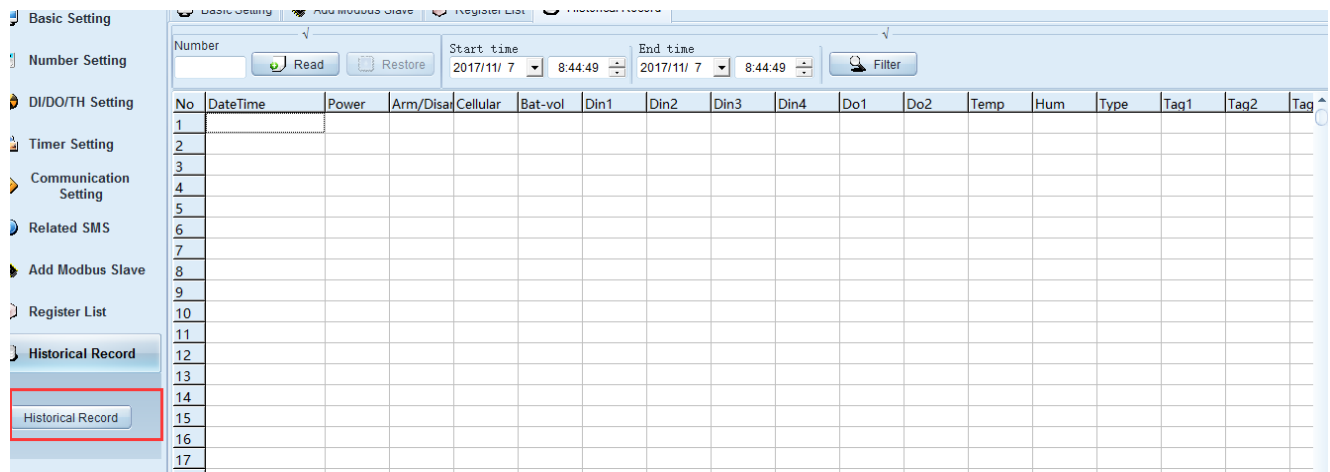 Basic Setting
Number Setting
DI/DO/TH Setting
Timer Setting
Communication
Setting
Related SMS
Add Modbus Slave
Register List
Historical Record
Historical Record
Basic Setting Add Modbus Slave Register List Historical Record
Number Read Restore
Start time 2017/11/ 7 8:44:49
End time 2017/11/ 7 8:44:49
Filter
No DateTime Power Arm/Disar Cellular Bat-vol Din1 Din2 Din3 Din4 Do1 Do2 Temp Hum Type Tag1 Tag2 Tag
1
2
3
4
5
6
7
8
9
10
11
12
13
14
15
16
17